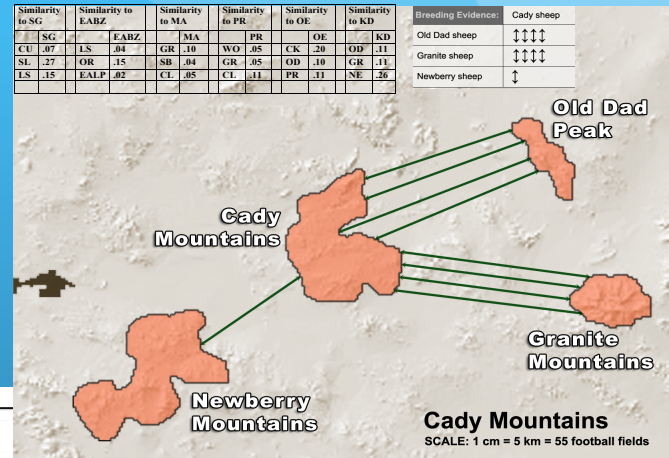 Similarity to SG
Similarity to EABZ
Similarity to MA
Similarity to PR
Similarity to OE
Similarity to KD
SG EABZ MA PR OE KD
CU .07 LS .04 GR .10 WO .05 CK .20 OD .11
SL .27 OR .15 SB .04 GR .05 OD .10 GR .11
LS .15 EALP .02 CL .05 CL .11 PR .11 NE .26
Breeding Evidence: Cady sheep
Old Dad sheep ↕↕↕↕
Granite sheep ↕↕↕↕
Newberry sheep ↕
Old Dad
Peak
Cady
Mountains
Granite
Mountains
Newberry
Mountains
Cady Mountains
SCALE: 1 cm = 5 km = 55 football fields